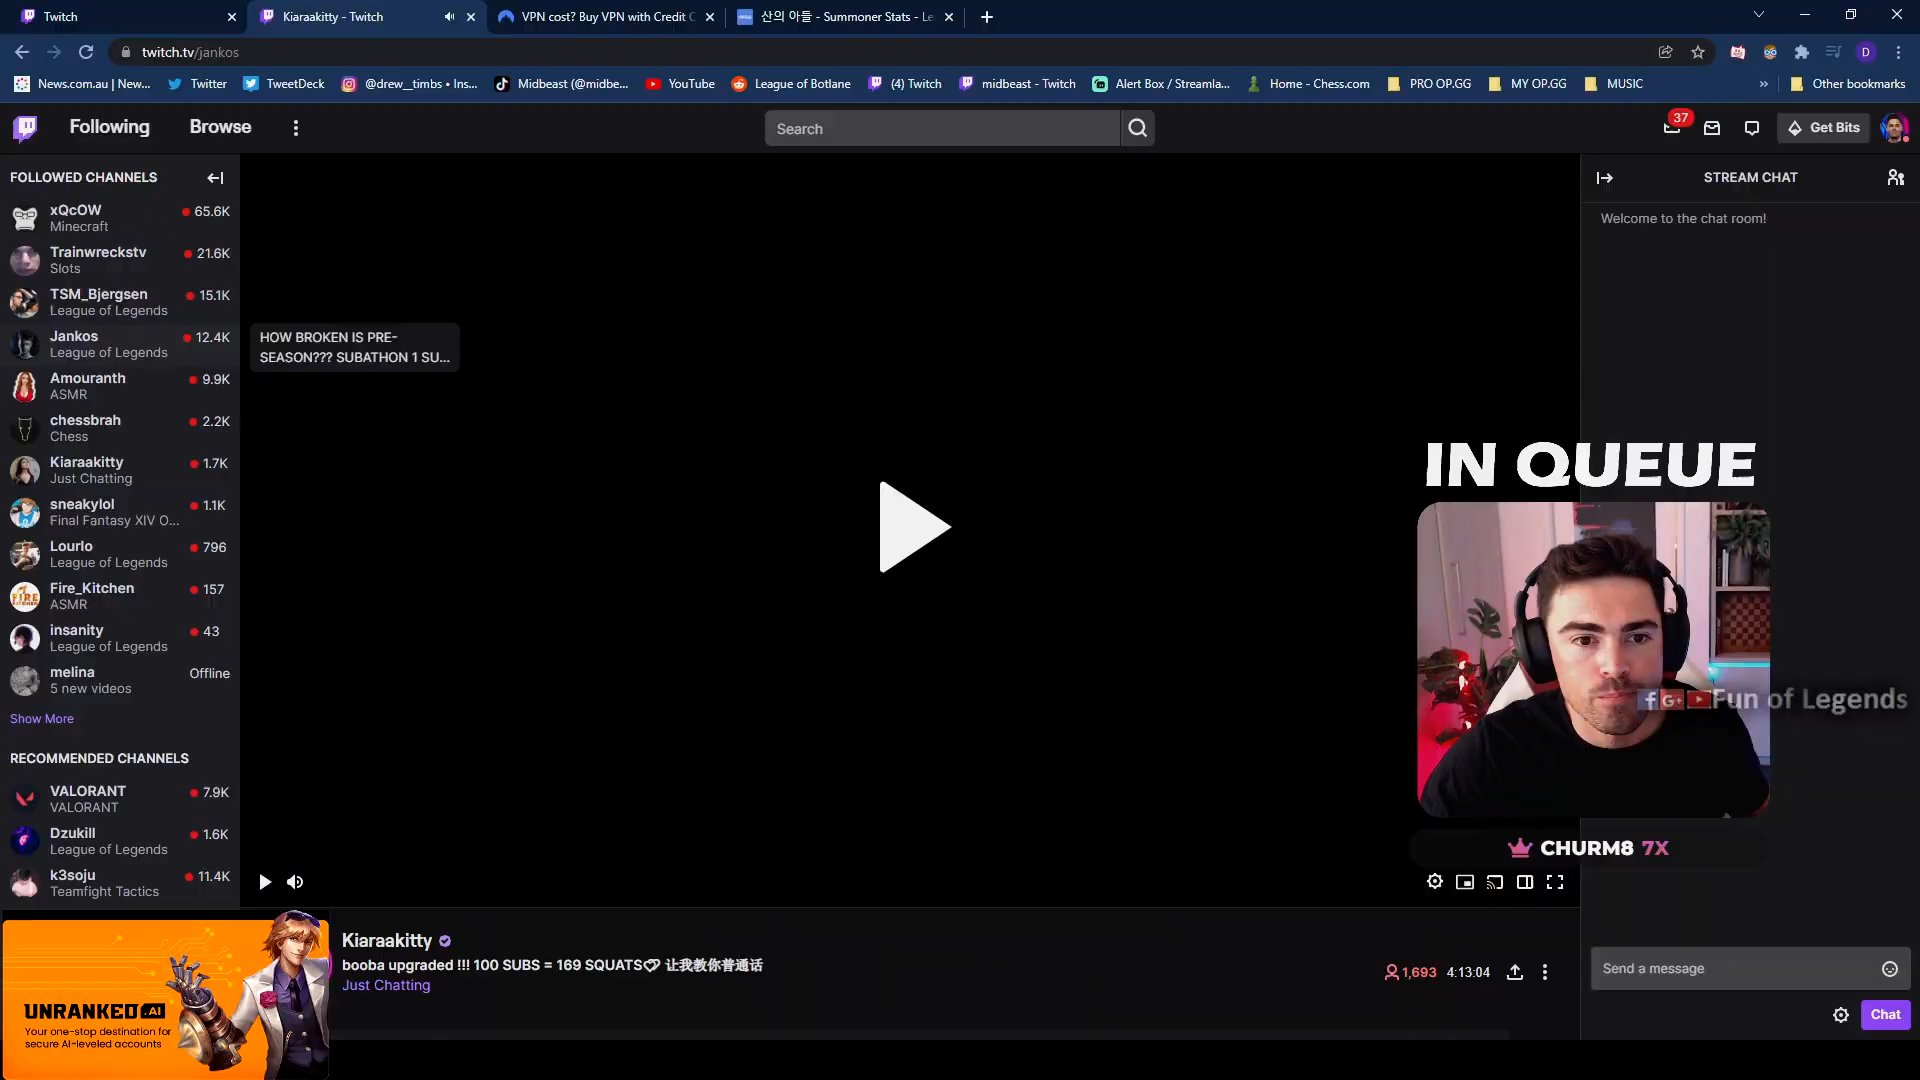 Twitch
Kiaraakitty - Twitch
VPN cost? Buy VPN with Credit C
산의 아들 - Summoner Stats - Le
twitch.tv/jankos
D
News.com.au | New...
Twitter
TweetDeck
@drew__timbs • Ins...
Midbeast (@midbe...
YouTube
League of Botlane
(4) Twitch
midbeast - Twitch
Alert Box / Streamla...
Home - Chess.com
PRO OP.GG
MY OP.GG
MUSIC
»
Other bookmarks
Following
Browse
Search
37
Get Bits
FOLLOWED CHANNELS
xQcOW
65.6K
Minecraft
Trainwreckstv
21.6K
Slots
TSM_Bjergsen
15.1K
League of Legends
Jankos
12.4K
League of Legends
Amouranth
9.9K
ASMR
chessbrah
2.2K
Chess
Kiaraakitty
1.7K
Just Chatting
sneakylol
1.1K
Final Fantasy XIV O...
Lourlo
796
League of Legends
Fire_Kitchen
157
ASMR
insanity
43
League of Legends
melina
Offline
5 new videos
Show More
RECOMMENDED CHANNELS
VALORANT
7.9K
VALORANT
Dzukill
1.6K
League of Legends
k3soju
11.4K
Teamfight Tactics
HOW BROKEN IS PRE-
SEASON??? SUBATHON 1 SU...
STREAM CHAT
Welcome to the chat room!
IN QUEUE
f G+ Fun of Legends
CHURM8 7X
UNRANKED.AI
Your one-stop destination for
secure AI-leveled accounts
Kiaraakitty
booba upgraded !!! 100 SUBS = 169 SQUATS 让我教你普通话
Just Chatting
1,693
4:13:04
Send a message
Chat